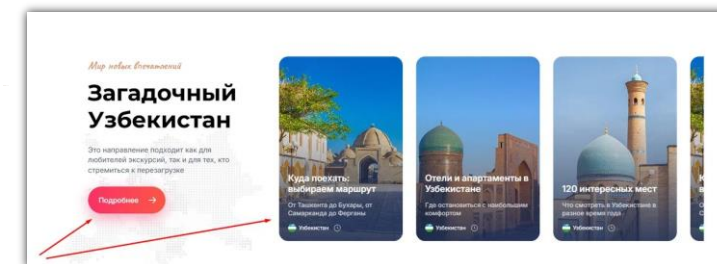 Мир новых Впечатлений
Загадочный
Узбекистан
Это направление подходит как для
любителей экскурсий, так и для тех, кто
стремиться к перезагрузке
Подробнее
Куда поехать:
выбираем маршрут
От Ташкента до Бухары, от
Самарканда до Ферганы
Узбекистан
Отели и апартаменты в
Узбекистане
Где остановиться с наибольшим
комфортом
Узбекистан
120 интересных мест
Что смотреть в Узбекистане в
разное время года
Узбекистан
К
в
О
С